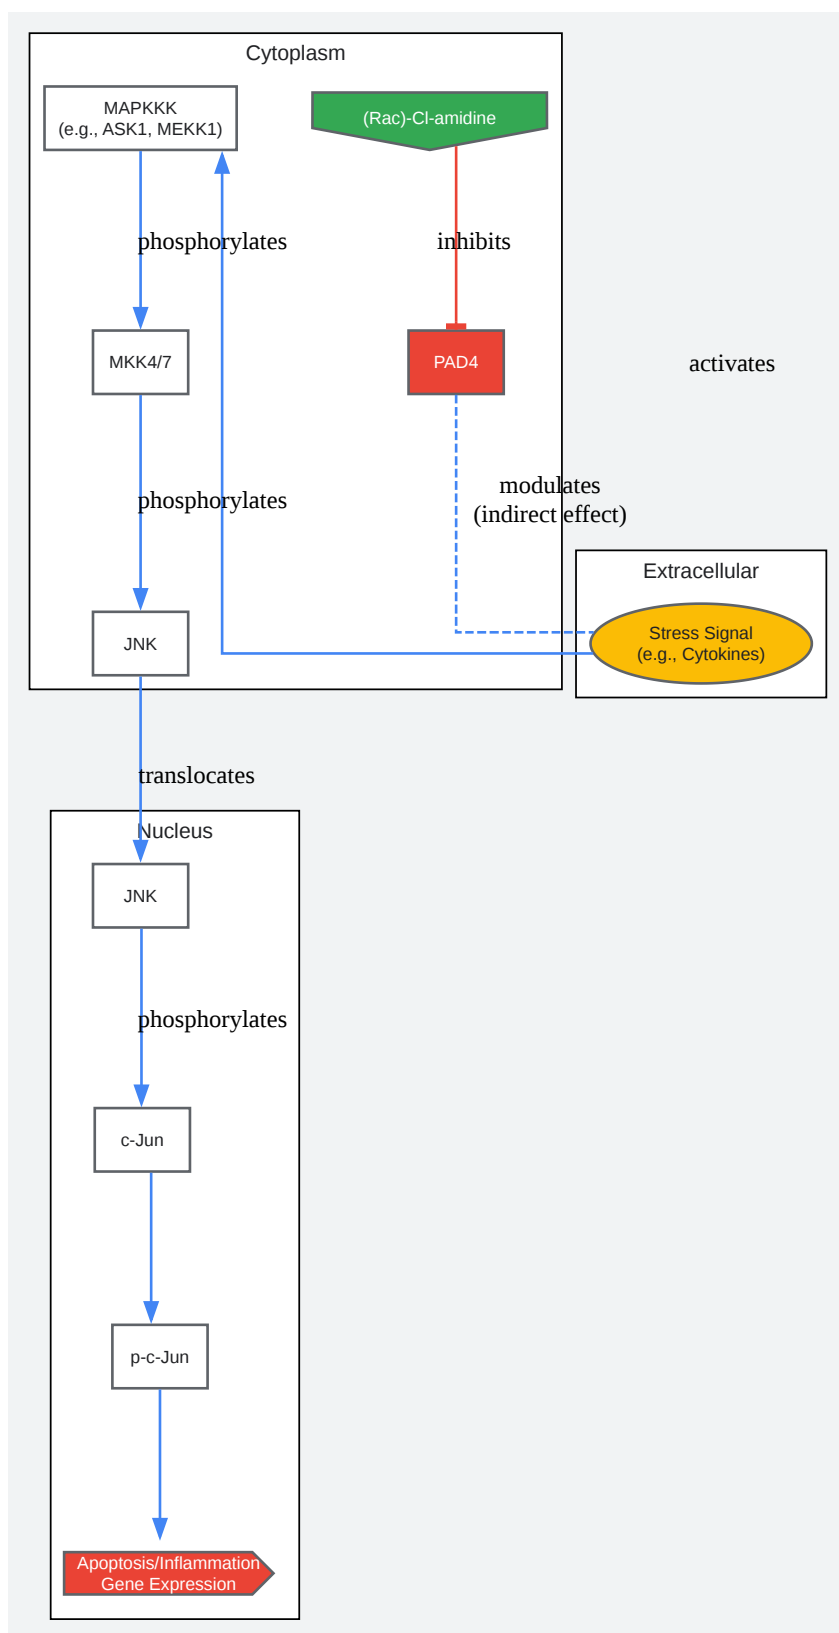 Cytoplasm
MAPKKK
(e.g., ASK1, MEKK1)
(Rac)-Cl-amidine
phosphorylates
inhibits
MKK4/7
PAD4
activates
phosphorylates
modulates
(indirect effect)
Extracellular
Stress Signal
(e.g., Cytokines)
JNK
translocates
Nucleus
JNK
phosphorylates
c-Jun
p-c-Jun
Apoptosis/Inflammation
Gene Expression